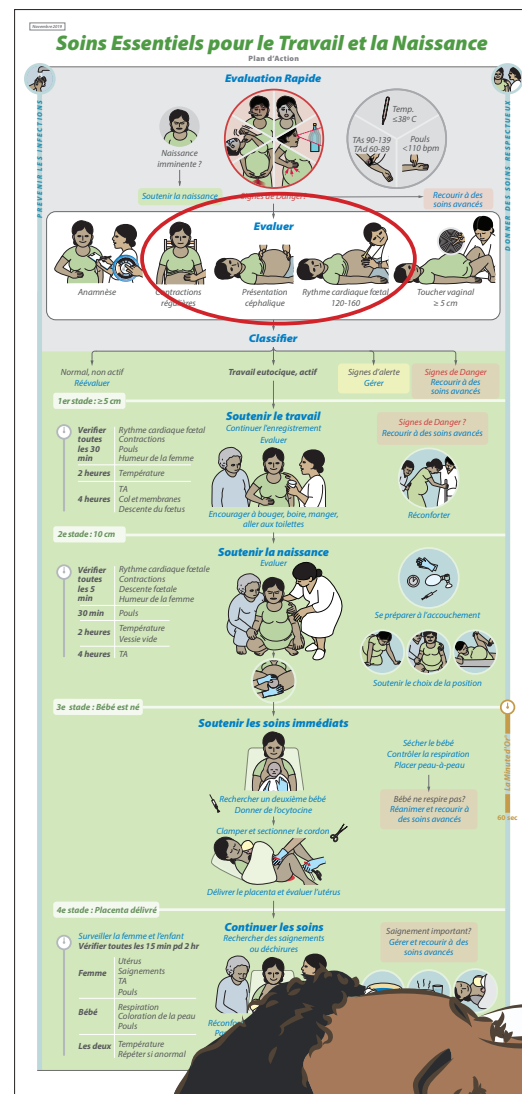 Novembre 2019
Soins Essentiels pour le Travail et la Naissance
Plan d'Action
PRÉVENIR LES INFECTIONS
DONNER DES SOINS RESPECTUEUX
Evaluation Rapide
Naissance
imminente ?
Soutenir la naissance
Signes de Danger?
Temp.
≤38º C
TAs 90-139
TAd 60-89
Pouls
<110 bpm
Recourir à des
soins avancés
Evaluer
Anamnèse
Contractions
régulières
Présentation
céphalique
Rythme cardiaque fœtal
120-160
Toucher vaginal
≥ 5 cm
Classifier
Normal, non actif
Réévaluer
Travail eutocique, actif
Signes d'alerte
Gérer
Signes de Danger
Recourir à des
soins avancés
1er stade : ≥ 5 cm
Soutenir le travail
Continuer l'enregistrement
Evaluer
Verifier
toutes
les 30
min
Rythme cardiaque fœtal
Contractions
Pouls
Humeur de la femme
2 heures
Température
4 heures
TA
Col et membranes
Descente du fœtus
Encourager à bouger, boire, manger,
aller aux toilettes
Signes de Danger ?
Recourir à des soins avancés
Réconforter
2e stade : 10 cm
Soutenir la naissance
Evaluer
Vérifier
toutes
les 5
min
Rythme cardiaque fœtale
Contractions
Descente fœtale
Humeur de la femme
30 min
Pouls
2 heures
Température
Vessie vide
4 heures
TA
Se préparer à l'accouchement
Soutenir le choix de la position
3e stade : Bébé est né
Soutenir les soins immédiats
Rechercher un deuxième bébé
Donner de l'ocytocine
Clamper et sectionner le cordon
Délivrer le placenta et évaluer l'utérus
Sécher le bébé
Contrôler la respiration
Placer peau-à-peau
Bébé ne respire pas?
Réanimer et recourir à
des soins avancés
La Minute d'Or
60 sec
4e stade : Placenta délivré
Continuer les soins
Rechercher des saignements
ou déchirures
Surveiller la femme et l'enfant
Vérifier toutes les 15 min pd 2 hr
Femme
Utérus
Saignements
TA
Pouls
Bébé
Respiration
Coloration de la peau
Pouls
Les deux
Température
Répéter si anormal
Saignement important?
Gérer et recourir à des
soins avancés